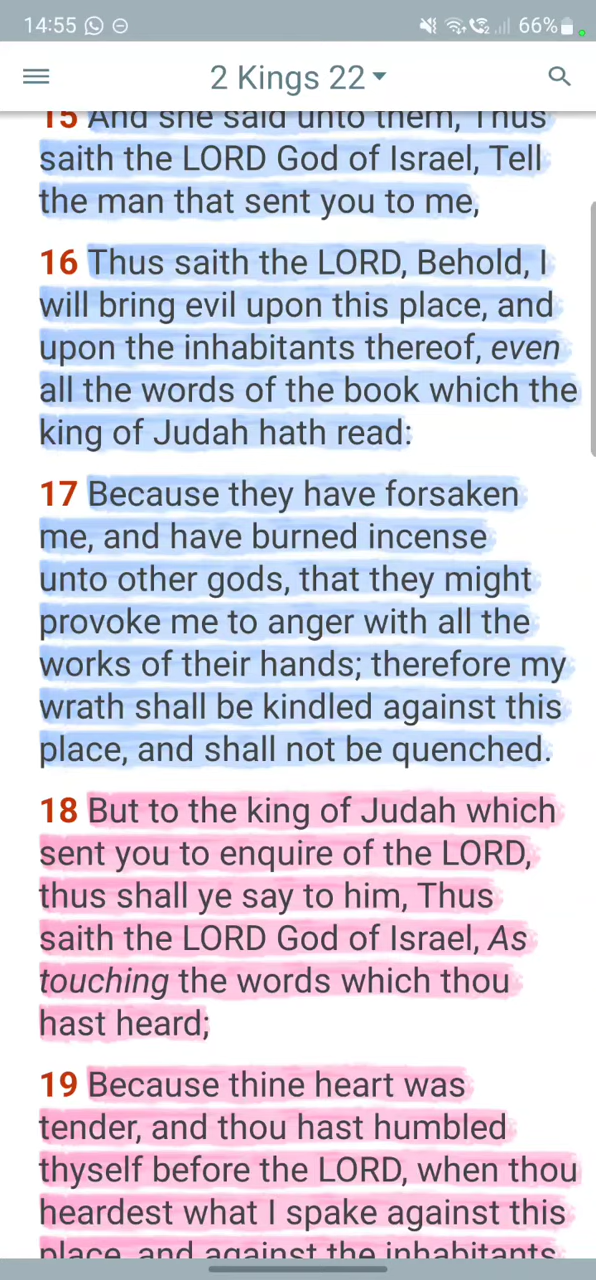 14:55 66%
2 Kings 22
15 And she said unto them, Thus
saith the LORD God of Israel, Tell
the man that sent you to me,
16 Thus saith the LORD, Behold, I
will bring evil upon this place, and
upon the inhabitants thereof, even
all the words of the book which the
king of Judah hath read:
17 Because they have forsaken
me, and have burned incense
unto other gods, that they might
provoke me to anger with all the
works of their hands; therefore my
wrath shall be kindled against this
place, and shall not be quenched.
18 But to the king of Judah which
sent you to enquire of the LORD,
thus shall ye say to him, Thus
saith the LORD God of Israel, As
touching the words which thou
hast heard;
19 Because thine heart was
tender, and thou hast humbled
thyself before the LORD, when thou
heardest what I spake against this
place, and against the inhabitants